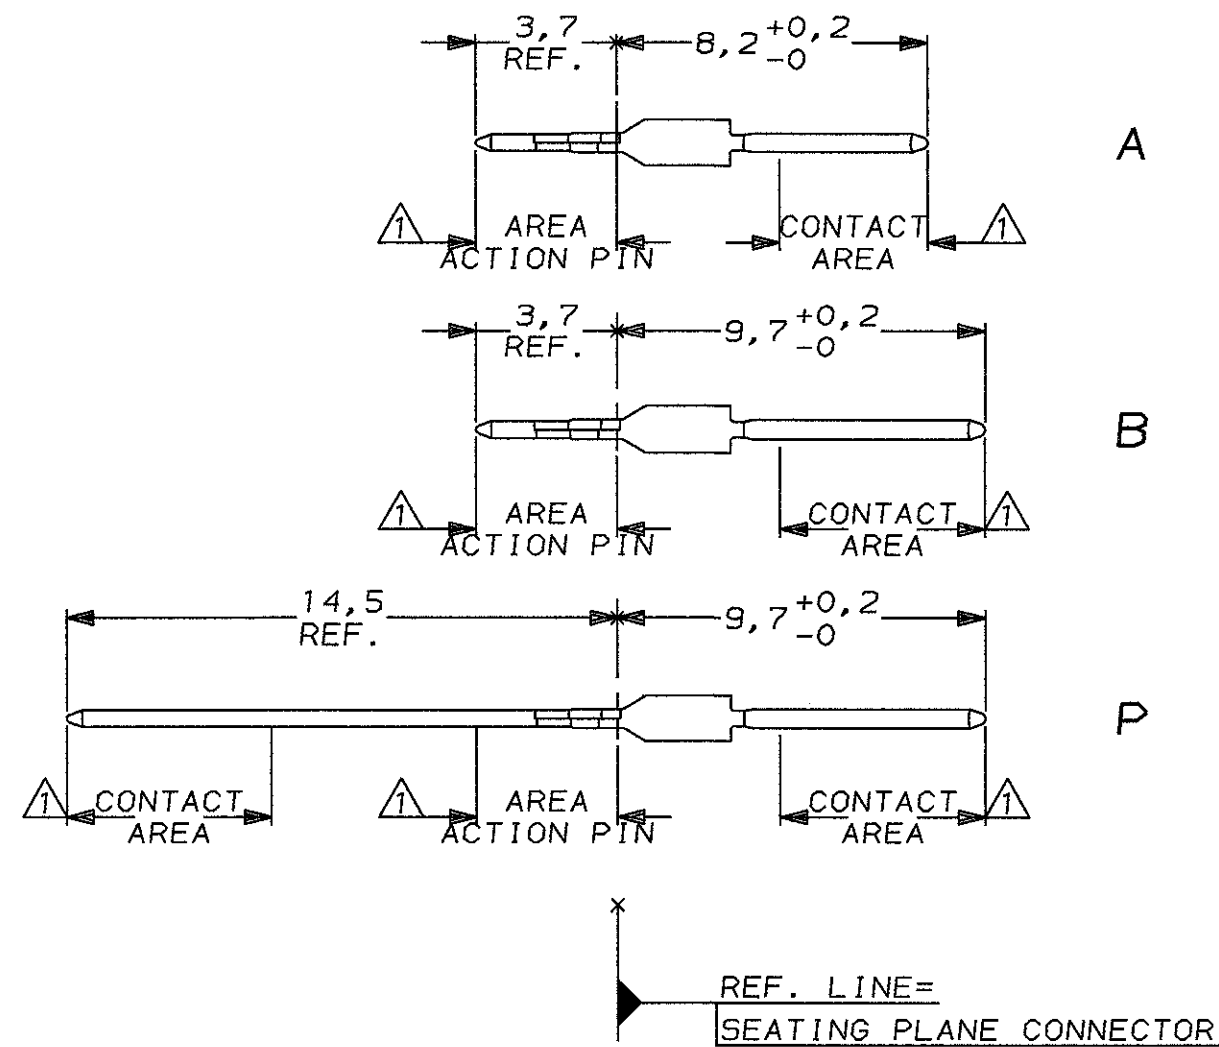 3,7 8,2 +0,2
REF. -0
A
1 AREA CONTACT 1
ACTION PIN AREA
3,7 9,7 +0,2
REF. -0
B
1 AREA CONTACT 1
ACTION PIN AREA
14,5 9,7 +0,2
REF. -0
P
1 CONTACT 1 AREA CONTACT 1
AREA ACTION PIN AREA
REF. LINE=
SEATING PLANE CONNECTOR